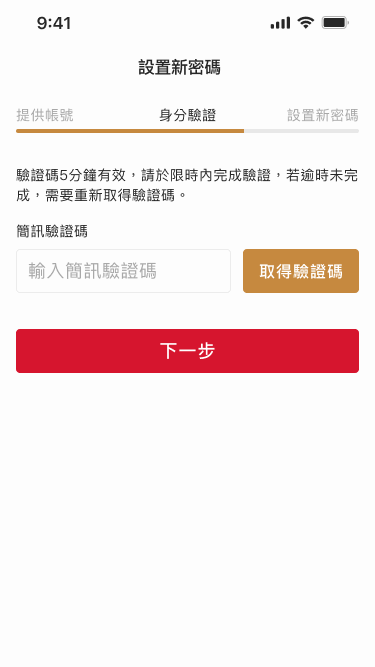 9:41
設置新密碼
提供帳號 身分驗證 設置新密碼
驗證碼5分鐘有效，請於限時內完成驗證，若逾時未完
成，需要重新取得驗證碼。
簡訊驗證碼
輸入簡訊驗證碼 取得驗證碼
下一步